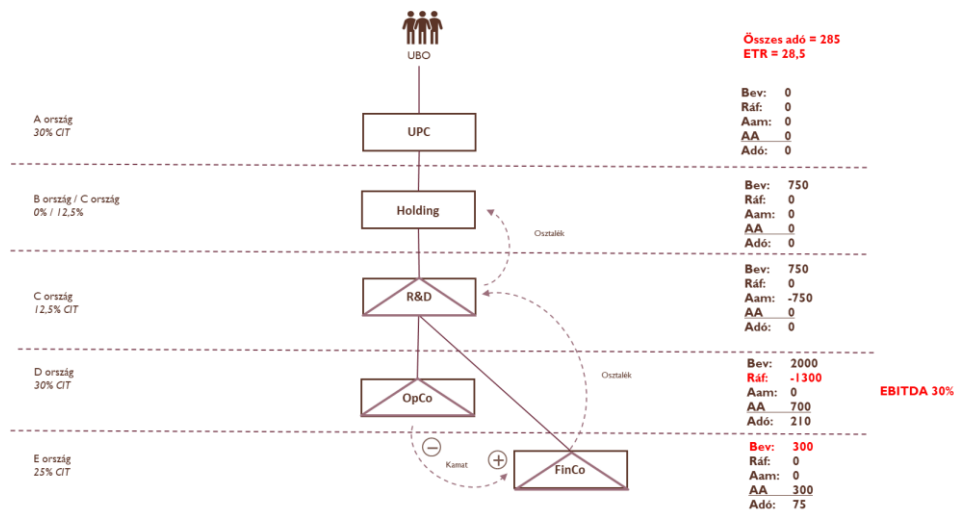 UBO
Összes adó = 285
ETR = 28,5
A ország
30% CIT
UPC
Bev: 0
Ráf: 0
Aam: 0
AA 0
Adó: 0
B ország / C ország
0% / 12,5%
Holding
Osztalék
Bev: 750
Ráf: 0
Aam: 0
AA 0
Adó: 0
C ország
12,5% CIT
R&D
Bev: 750
Ráf: 0
Aam: -750
AA 0
Adó: 0
D ország
30% CIT
OpCo
Osztalék
Bev: 2000
Ráf: -1300
Aam: 0
AA 700
Adó: 210
EBITDA 30%
E ország
25% CIT
Kamat
FinCo
Bev: 300
Ráf: 0
Aam: 0
AA 300
Adó: 75